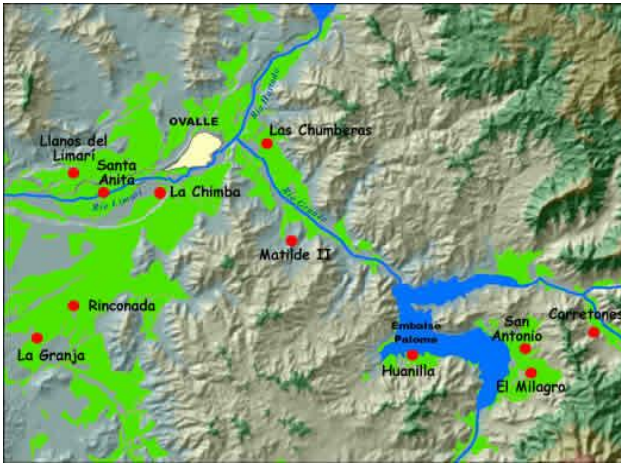 Río Hurtado
OVALLE
Las Chumberas
Llanos del
Limarí
Santa
Anita
La Chimba
Río Limarí
Río Grande
Matilde II
Rinconada
La Granja
Embalse
Paloma
Huanilla
San
Antonio
Carretones
El Milagro